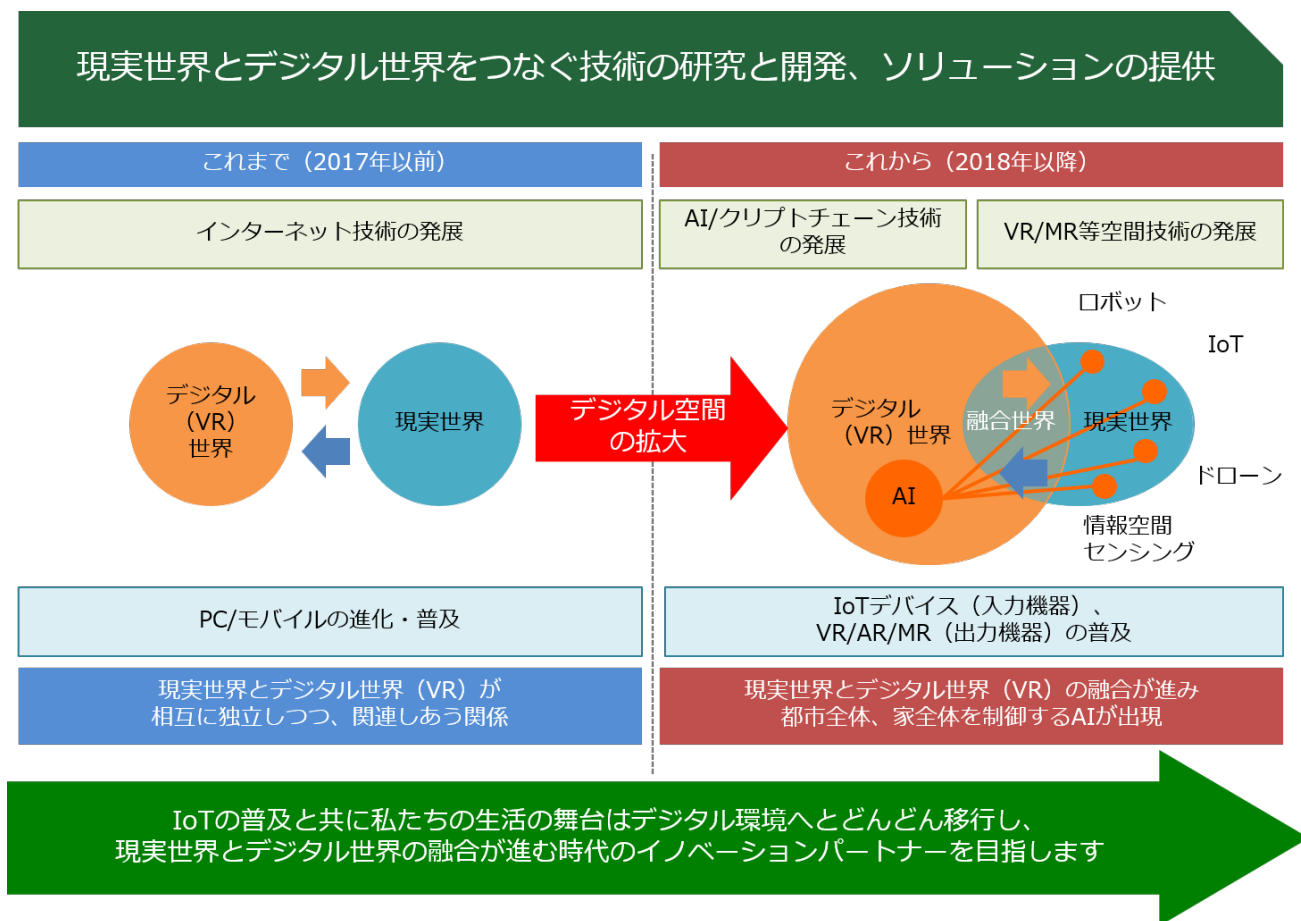 現実世界とデジタル世界をつなぐ技術の研究と開発、ソリューションの提供
これまで（2017年以前）
インターネット技術の発展
デジタル
（VR）
世界
現実世界
PC/モバイルの進化・普及
現実世界とデジタル世界（VR）が
相互に独立しつつ、関連しあう関係
デジタル空間
の拡大
これから（2018年以降）
AI/クリプトチェーン技術
の発展
VR/MR等空間技術の発展
ロボット
IoT
デジタル
（VR）世界
融合世界
現実世界
AI
ドローン
情報空間
センシング
IoTデバイス（入力機器）、
VR/AR/MR（出力機器）の普及
現実世界とデジタル世界（VR）の融合が進み
都市全体、家全体を制御するAIが出現
IoTの普及と共に私たちの生活の舞台はデジタル環境へとどんどん移行し、
現実世界とデジタル世界の融合が進む時代のイノベーションパートナーを目指します